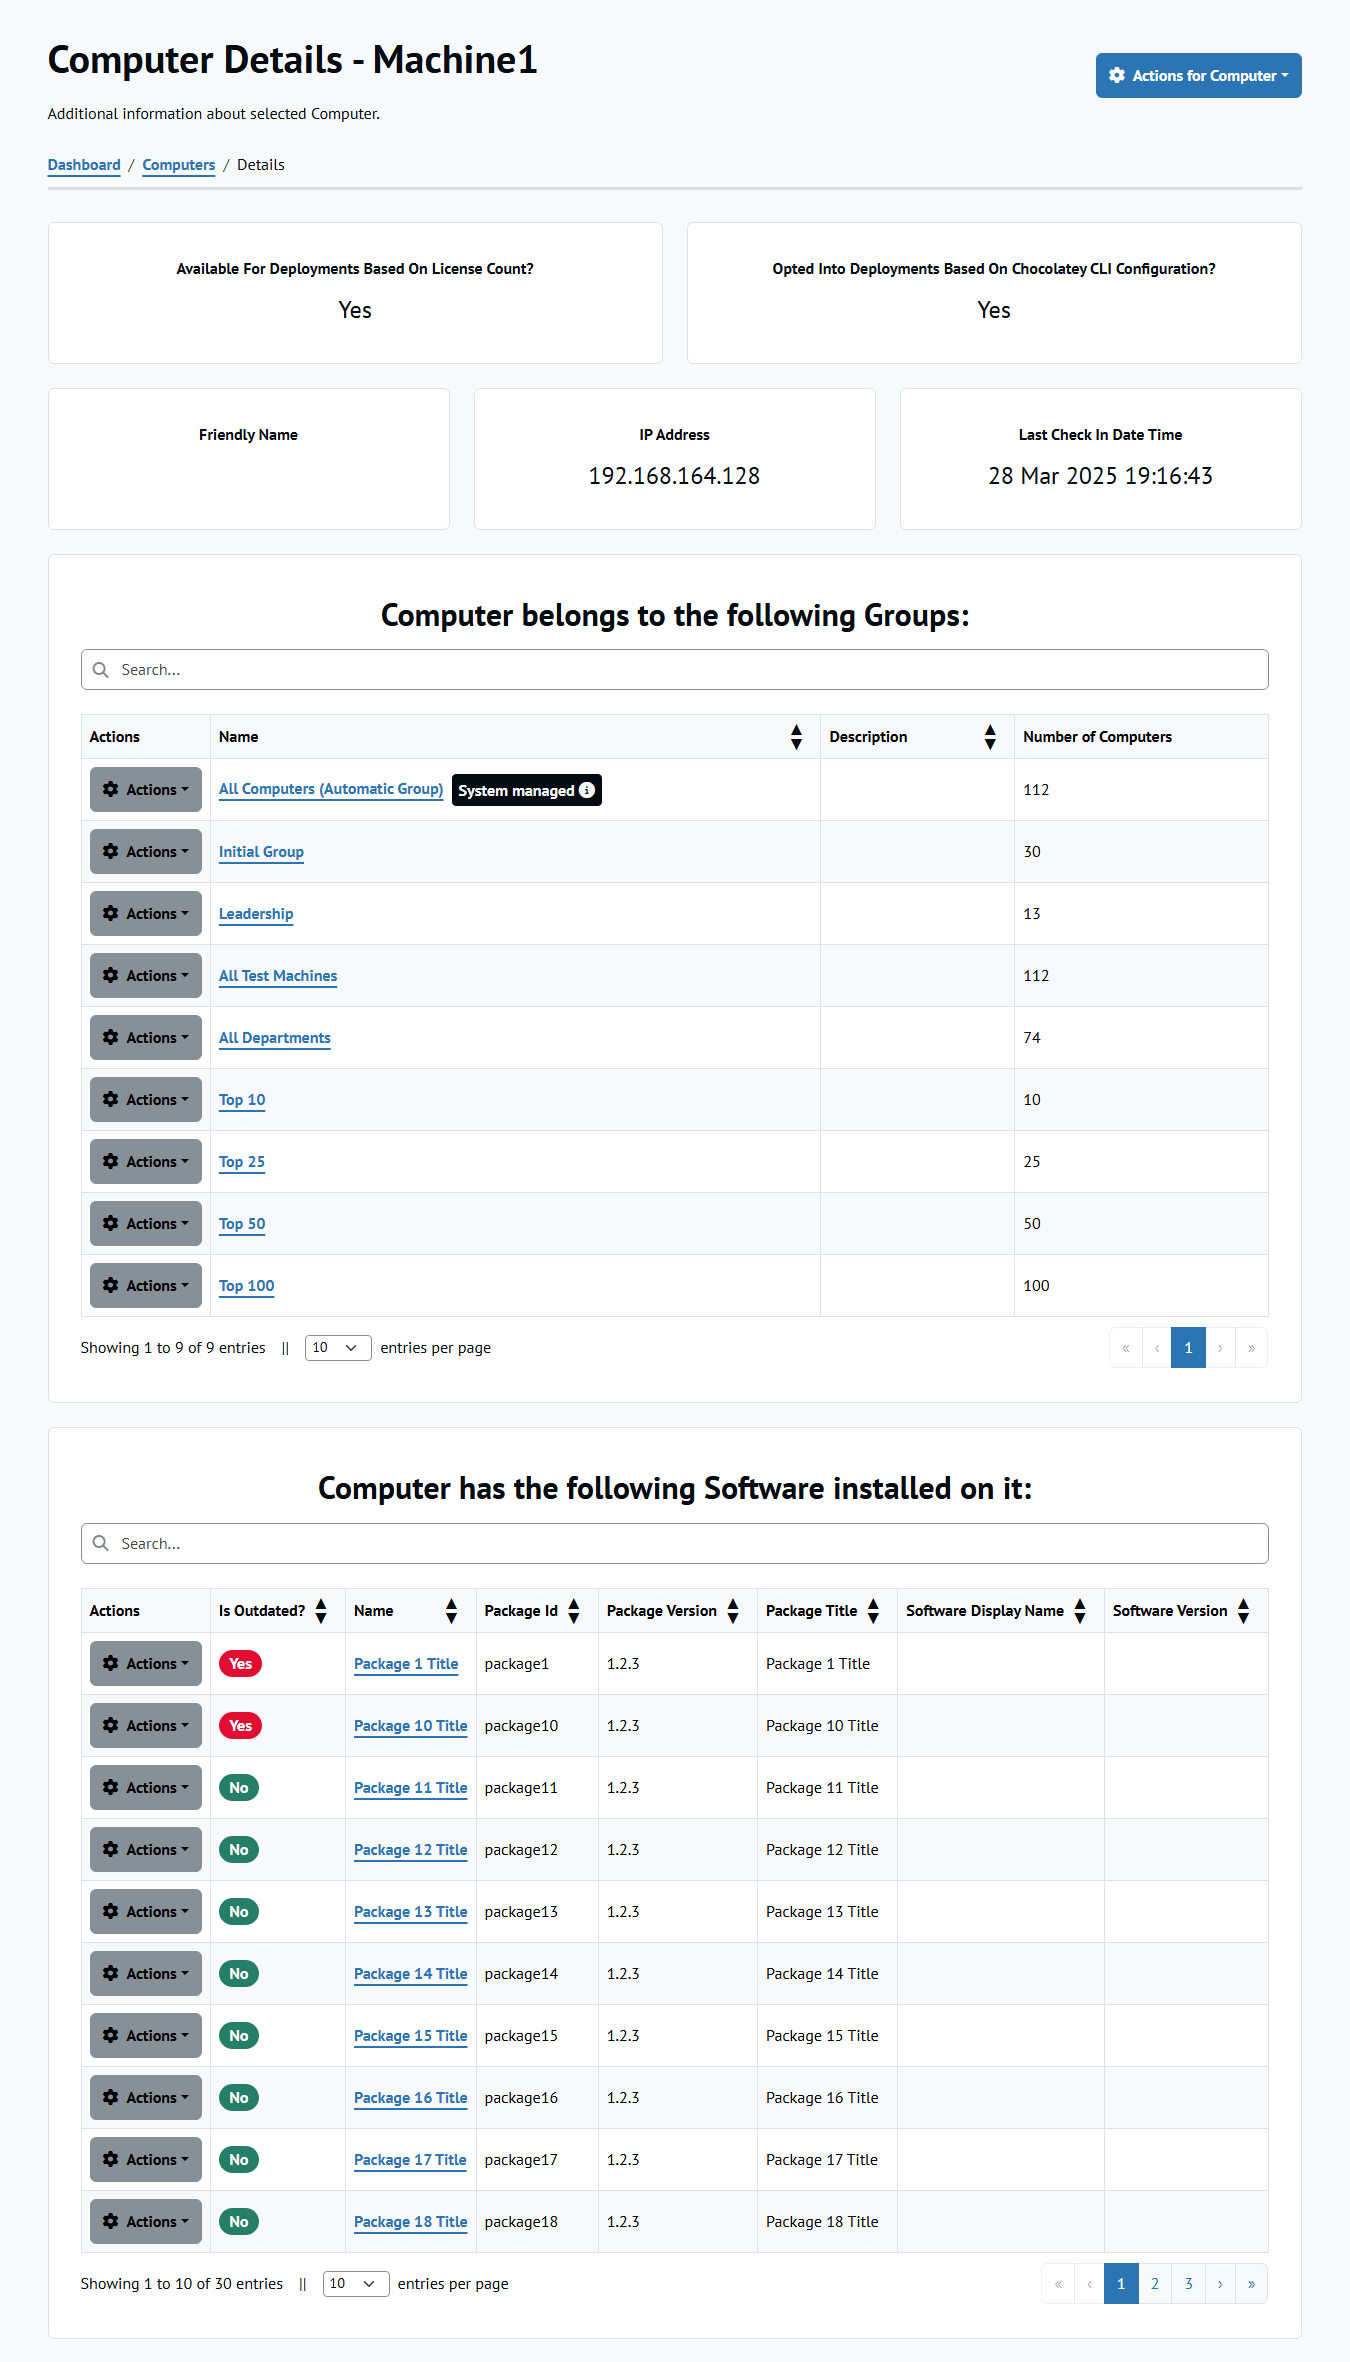 Computer Details - Machine1
Actions for Computer
Additional information about selected Computer.
Dashboard / Computers / Details
Available For Deployments Based On License Count?
Yes
Opted Into Deployments Based On Chocolatey CLI Configuration?
Yes
Friendly Name
IP Address
192.168.164.128
Last Check In Date Time
28 Mar 2025 19:16:43
Computer belongs to the following Groups:
Search...
Actions Name Description Number of Computers
Actions All Computers (Automatic Group) System managed 112
Actions Initial Group 30
Actions Leadership 13
Actions All Test Machines 112
Actions All Departments 74
Actions Top 10 10
Actions Top 25 25
Actions Top 50 50
Actions Top 100 100
Showing 1 to 9 of 9 entries || 10 entries per page « ‹ 1 › »
Computer has the following Software installed on it:
Search...
Actions Is Outdated? Name Package Id Package Version Package Title Software Display Name Software Version
Actions Yes Package 1 Title package1 1.2.3 Package 1 Title
Actions Yes Package 10 Title package10 1.2.3 Package 10 Title
Actions No Package 11 Title package11 1.2.3 Package 11 Title
Actions No Package 12 Title package12 1.2.3 Package 12 Title
Actions No Package 13 Title package13 1.2.3 Package 13 Title
Actions No Package 14 Title package14 1.2.3 Package 14 Title
Actions No Package 15 Title package15 1.2.3 Package 15 Title
Actions No Package 16 Title package16 1.2.3 Package 16 Title
Actions No Package 17 Title package17 1.2.3 Package 17 Title
Actions No Package 18 Title package18 1.2.3 Package 18 Title
Showing 1 to 10 of 30 entries || 10 entries per page « ‹ 1 2 3 › »